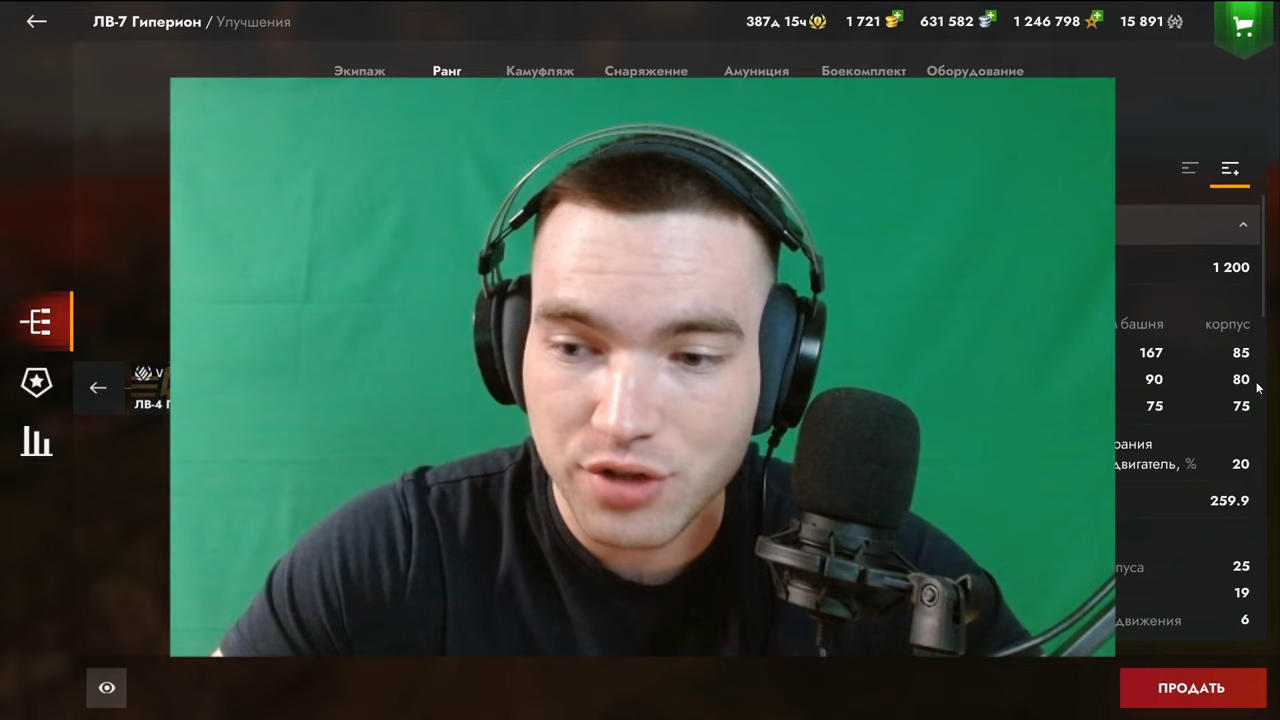 ЛВ-7 Гиперион / Улучшения
387д 15ч
1 721
631 582
1 246 798
15 891
Экипаж
Ранг
Камуфляж
Снаряжение
Амуниция
Боекомплект
Оборудование
1 200
башня
корпус
167
85
90
80
75
75
двигатель, %
20
259.9
25
19
движения
6
V
ЛВ-4
ПРОДАТЬ